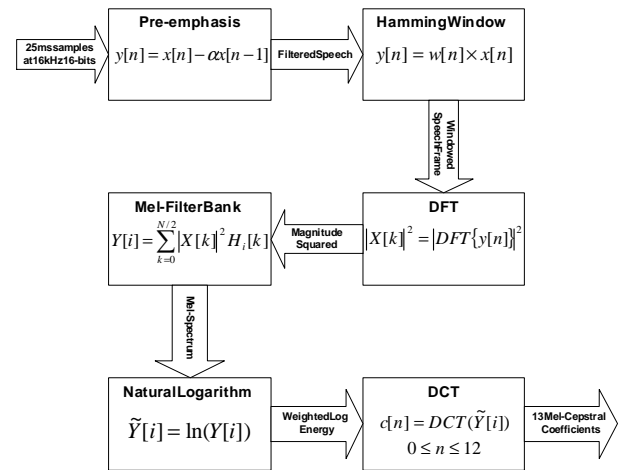 Pre-emphasis
25mssamples
at16kHz16-bits
y[n] = x[n] − αx[n−1]
FilteredSpeech
HammingWindow
y[n] = w[n] × x[n]
Windowed
SpeechFrame
DFT
|X[k]|² = |DFT{y[n]}|²
Magnitude
Squared
Mel-FilterBank
Y[i] = ∑_{k=0}^{N/2} |X[k]|² H_i[k]
Mel-Spectrum
NaturalLogarithm
Ỹ[i] = ln(Y[i])
WeightedLog
Energy
DCT
c[n] = DCT(Ỹ[i])
0 ≤ n ≤ 12
13Mel-Cepstral
Coefficients